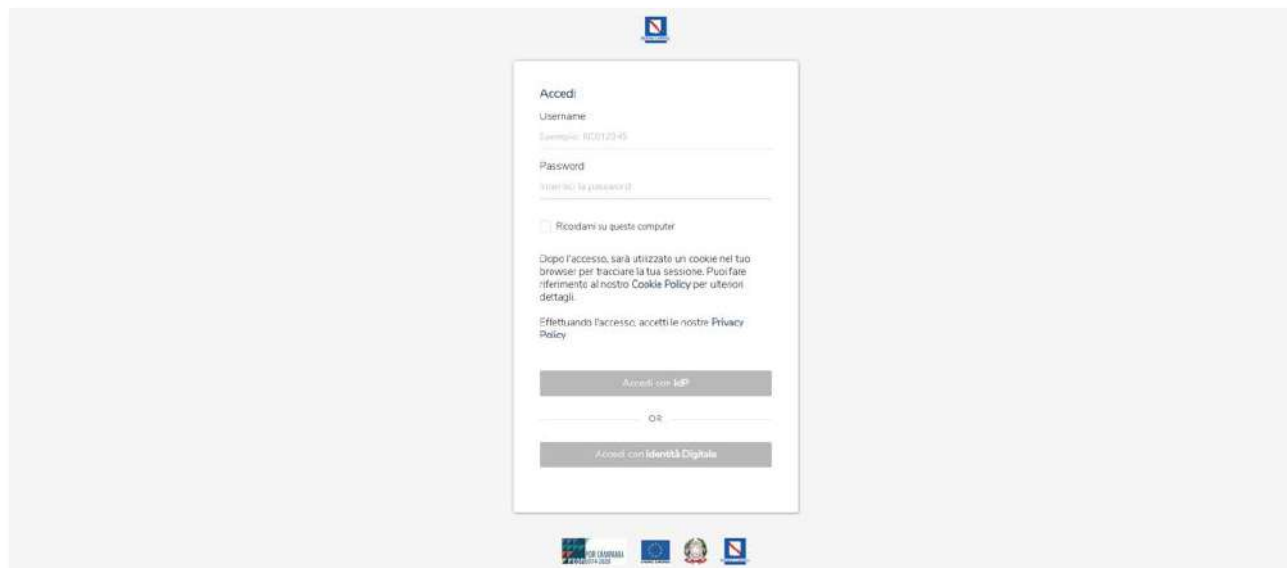 Accedi
Username
Esempio:
Password
Inserisci la password
Ricordami su questo computer
Dopo l'accesso, sarà utilizzato un cookie nel tuo
browser per tracciare la tua sessione. Puoi fare
riferimento al nostro Cookie Policy per ulteriori
dettagli.
Effettuando l'accesso, accetti le nostre Privacy
Policy
Accedi con IdP
OR
Accedi con Identità Digitale
POR CAMPANIA
2014-2020